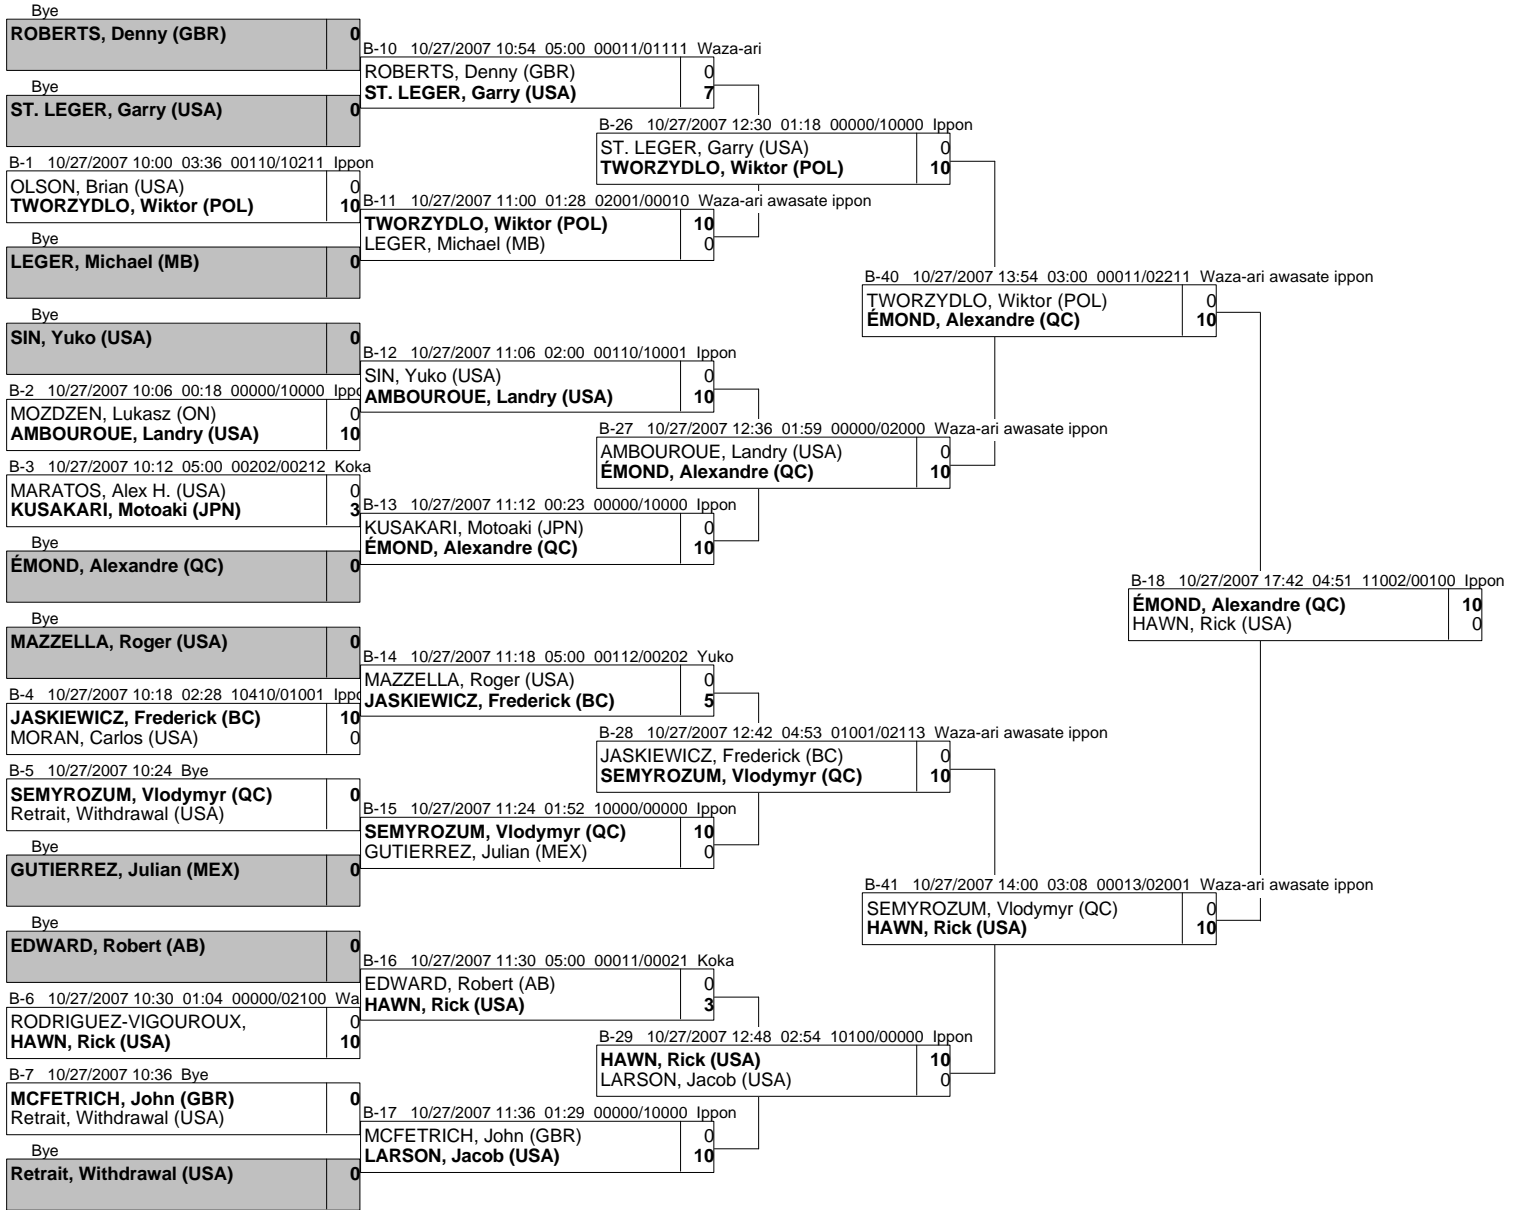 Bye
ROBERTS, Denny (GBR) 0
Bye
ST. LEGER, Garry (USA) 0
B-1 10/27/2007 10:00 03:36 00110/10211 Ippon
OLSON, Brian (USA) 0
TWORZYDLO, Wiktor (POL) 10
Bye
LEGER, Michael (MB) 0
Bye
SIN, Yuko (USA) 0
B-2 10/27/2007 10:06 00:18 00000/10000 Ippo
MOZDZEN, Lukasz (ON) 0
AMBOUROUE, Landry (USA) 10
B-3 10/27/2007 10:12 05:00 00202/00212 Koka
MARATOS, Alex H. (USA) 0
KUSAKARI, Motoaki (JPN) 3
Bye
ÉMOND, Alexandre (QC) 0
Bye
MAZZELLA, Roger (USA) 0
B-4 10/27/2007 10:18 02:28 10410/01001 Ippo
JASKIEWICZ, Frederick (BC) 10
MORAN, Carlos (USA) 0
B-5 10/27/2007 10:24 Bye
SEMYROZUM, Vlodymyr (QC) 0
Retrait, Withdrawal (USA)
Bye
GUTIERREZ, Julian (MEX) 0
Bye
EDWARD, Robert (AB) 0
B-6 10/27/2007 10:30 01:04 00000/02100 Wa
RODRIGUEZ-VIGOUROUX, 0
HAWN, Rick (USA) 10
B-7 10/27/2007 10:36 Bye
MCFETRICH, John (GBR) 0
Retrait, Withdrawal (USA)
Bye
Retrait, Withdrawal (USA) 0
B-10 10/27/2007 10:54 05:00 00011/01111 Waza-ari
ROBERTS, Denny (GBR) 0
ST. LEGER, Garry (USA) 7
B-11 10/27/2007 11:00 01:28 02001/00010 Waza-ari awasate ippon
TWORZYDLO, Wiktor (POL) 10
LEGER, Michael (MB) 0
B-12 10/27/2007 11:06 02:00 00110/10001 Ippon
SIN, Yuko (USA) 0
AMBOUROUE, Landry (USA) 10
B-13 10/27/2007 11:12 00:23 00000/10000 Ippon
KUSAKARI, Motoaki (JPN) 0
ÉMOND, Alexandre (QC) 10
B-14 10/27/2007 11:18 05:00 00112/00202 Yuko
MAZZELLA, Roger (USA) 0
JASKIEWICZ, Frederick (BC) 5
B-15 10/27/2007 11:24 01:52 10000/00000 Ippon
SEMYROZUM, Vlodymyr (QC) 10
GUTIERREZ, Julian (MEX) 0
B-16 10/27/2007 11:30 05:00 00011/00021 Koka
EDWARD, Robert (AB) 0
HAWN, Rick (USA) 3
B-17 10/27/2007 11:36 01:29 00000/10000 Ippon
MCFETRICH, John (GBR) 0
LARSON, Jacob (USA) 10
B-26 10/27/2007 12:30 01:18 00000/10000 Ippon
ST. LEGER, Garry (USA) 0
TWORZYDLO, Wiktor (POL) 10
B-27 10/27/2007 12:36 01:59 00000/02000 Waza-ari awasate ippon
AMBOUROUE, Landry (USA) 0
ÉMOND, Alexandre (QC) 10
B-28 10/27/2007 12:42 04:53 01001/02113 Waza-ari awasate ippon
JASKIEWICZ, Frederick (BC) 0
SEMYROZUM, Vlodymyr (QC) 10
B-29 10/27/2007 12:48 02:54 10100/00000 Ippon
HAWN, Rick (USA) 10
LARSON, Jacob (USA) 0
B-40 10/27/2007 13:54 03:00 00011/02211 Waza-ari awasate ippon
TWORZYDLO, Wiktor (POL) 0
ÉMOND, Alexandre (QC) 10
B-41 10/27/2007 14:00 03:08 00013/02001 Waza-ari awasate ippon
SEMYROZUM, Vlodymyr (QC) 0
HAWN, Rick (USA) 10
B-18 10/27/2007 17:42 04:51 11002/00100 Ippon
ÉMOND, Alexandre (QC) 10
HAWN, Rick (USA) 0